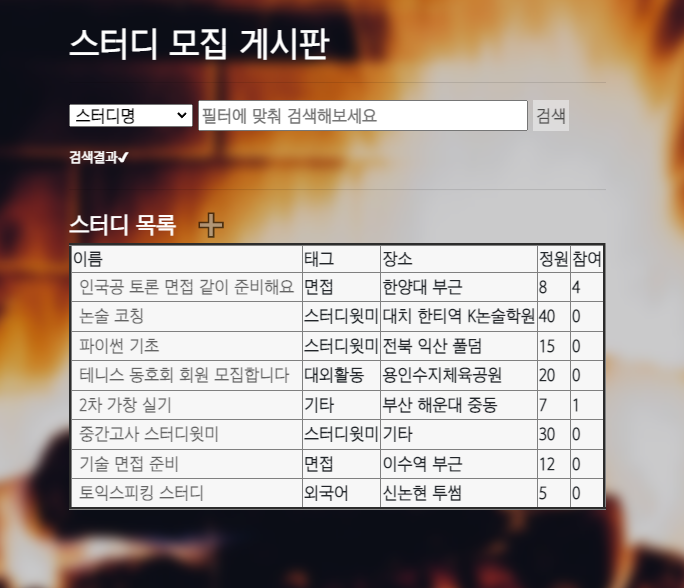 스터디 모집 게시판
스터디명 필터에 맞춰 검색해보세요 검색
검색결과✔
스터디 목록
이름 태그 장소 정원 참여
인국공 토론 면접 같이 준비해요 면접 한양대 부근 8 4
논술 코칭 스터디윗미 대치 한티역 K논술학원 40 0
파이썬 기초 스터디윗미 전북 익산 풀덤 15 0
테니스 동호회 회원 모집합니다 대외활동 용인수지체육공원 20 0
2차 가창 실기 기타 부산 해운대 중동 7 1
중간고사 스터디윗미 스터디윗미 기타 30 0
기술 면접 준비 면접 이수역 부근 12 0
토익스피킹 스터디 외국어 신논현 투썸 5 0